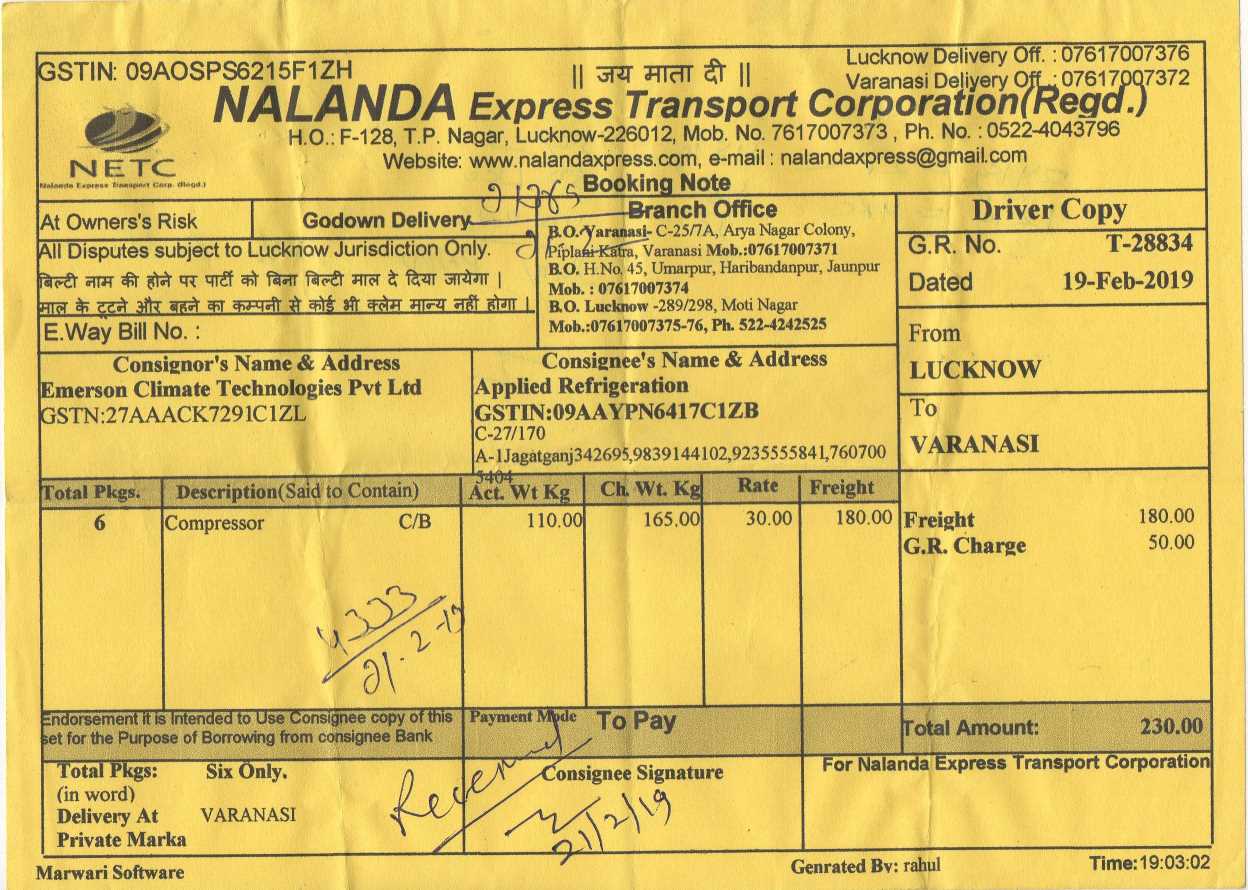 GSTIN: 09AOSPS6215F1ZH
|| जय माता दी ||
Lucknow Delivery Off. : 07617007376
Varanasi Delivery Off. : 07617007372
NALANDA Express Transport Corporation(Regd.)
H.O.: F-128, T.P. Nagar, Lucknow-226012, Mob. No. 7617007373 , Ph. No. : 0522-4043796
Website: www.nalandaxpress.com, e-mail : nalandaxpress@gmail.com
NETC
Nalanda Express Transport Corp. (Regd.)
Booking Note
At Owners's Risk
Godown Delivery
All Disputes subject to Lucknow Jurisdiction Only.
बिल्टी नाम की होने पर पार्टी को बिना बिल्टी माल दे दिया जायेगा |
माल के टूटने और बहने का कम्पनी से कोई भी क्लेम मान्य नहीं होगा |
E.Way Bill No. :
Branch Office
B.O. Varanasi- C-25/7A, Arya Nagar Colony,
Piplani Katra, Varanasi Mob.:07617007371
B.O. H.No. 45, Umarpur, Haribandanpur, Jaunpur
Mob. : 07617007374
B.O. Lucknow -289/298, Moti Nagar
Mob.:07617007375-76, Ph. 522-4242525
Driver Copy
G.R. No. T-28834
Dated 19-Feb-2019
From
LUCKNOW
To
VARANASI
Consignor's Name & Address
Emerson Climate Technologies Pvt Ltd
GSTN:27AAACK7291C1ZL
Consignee's Name & Address
Applied Refrigeration
GSTIN:09AAYPN6417C1ZB
C-27/170
A-1Jagatganj342695,9839144102,9235555841,760700
5404
Total Pkgs. Description(Said to Contain) Act. Wt Kg Ch. Wt. Kg Rate Freight
6 Compressor C/B 110.00 165.00 30.00 180.00
Freight 180.00
G.R. Charge 50.00
4333
21-2-19
Endorsement it is Intended to Use Consignee copy of this
set for the Purpose of Borrowing from consignee Bank
Payment Mode To Pay
Total Amount: 230.00
Total Pkgs: Six Only.
(in word)
Delivery At VARANASI
Private Marka
Received
Consignee Signature
21/2/19
For Nalanda Express Transport Corporation
Marwari Software
Genrated By: rahul
Time:19:03:02